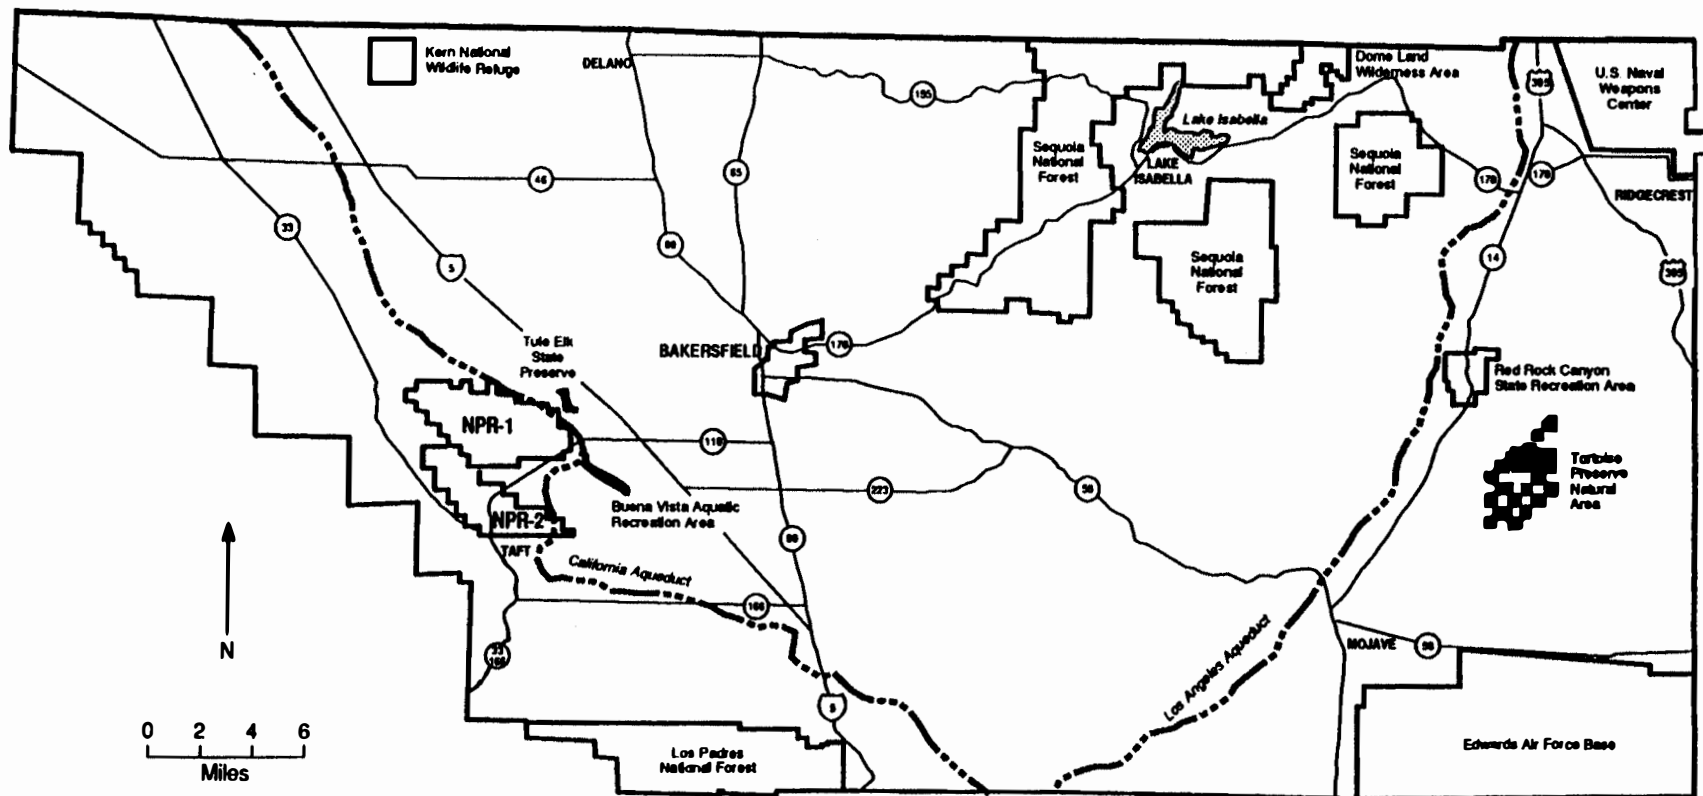 Kern National
Wildlife Refuge
DELANO
155
Dome Land
Wilderness Area
395
U.S. Naval
Weapons
Center
Lake Isabella
LAKE
ISABELLA
Sequoia
National
Forest
Sequoia
National
Forest
178
178
RIDGECREST
46
65
33
99
5
Sequoia
National
Forest
14
395
Tule Elk
State
Preserve
BAKERSFIELD
178
Red Rock Canyon
State Recreation Area
NPR-1
119
223
58
Tortoise
Preserve
Natural
Area
Buena Vista Aquatic
Recreation Area
NPR-2
TAFT
99
California Aqueduct
166
N
33
166
Los Angeles Aqueduct
MOJAVE
58
5
0 2 4 6
Miles
Los Padres
National Forest
Edwards Air Force Base